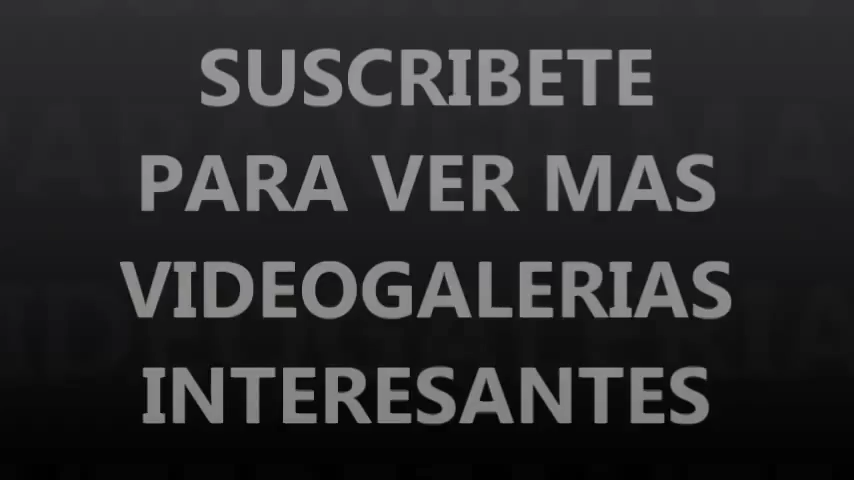 SUSCRIBETE
PARA VER MAS
VIDEOGALERIAS
INTERESANTES